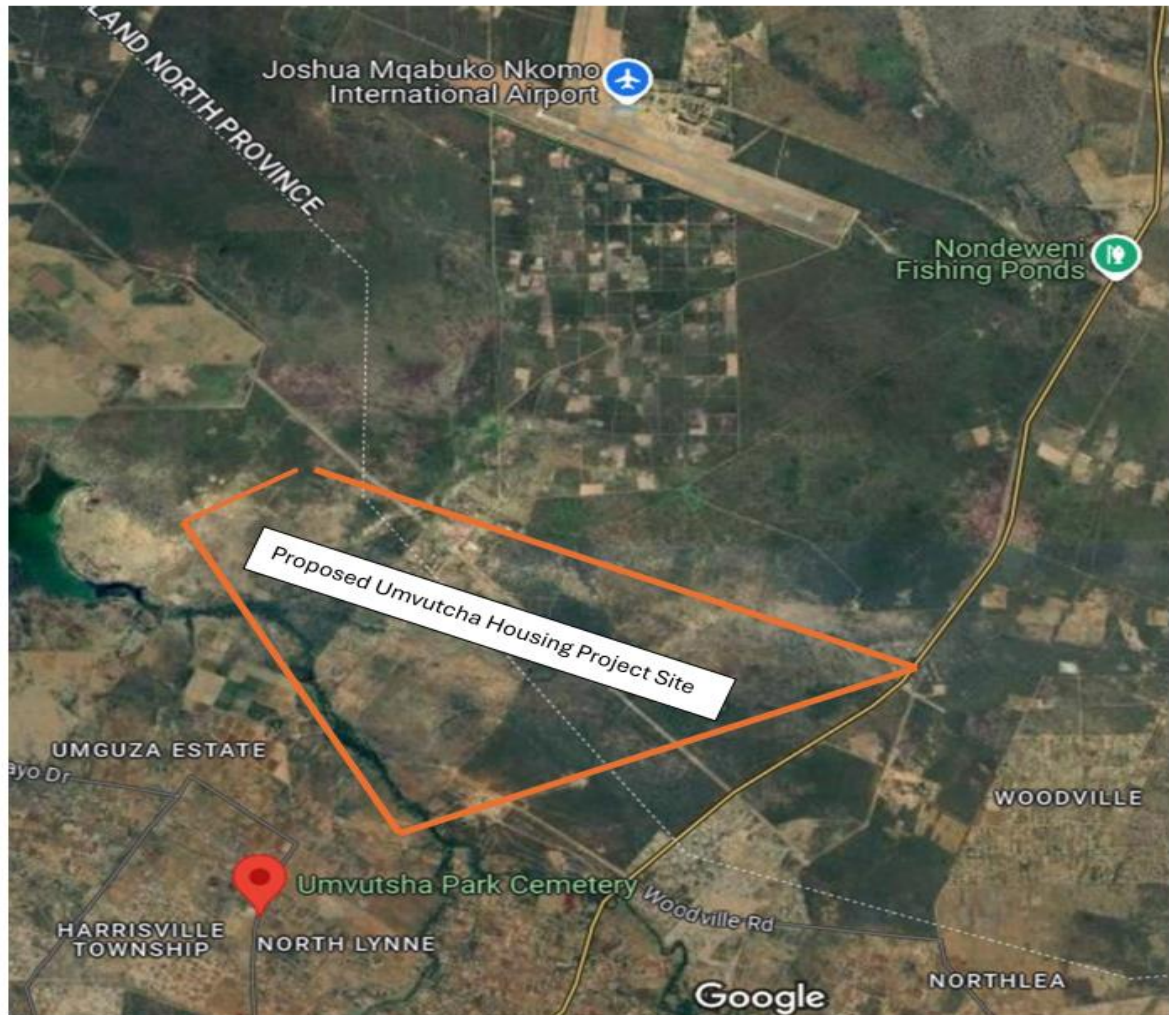 LAND NORTH PROVINCE
Joshua Mqabuko Nkomo
International Airport
Nondeweni
Fishing Ponds
Proposed Umvutcha Housing Project Site
UMGUZA ESTATE
ayo Dr
WOODVILLE
Umvutsha Park Cemetery
Woodville Rd
HARRISVILLE
TOWNSHIP
NORTH LYNNE
NORTHLEA
Google